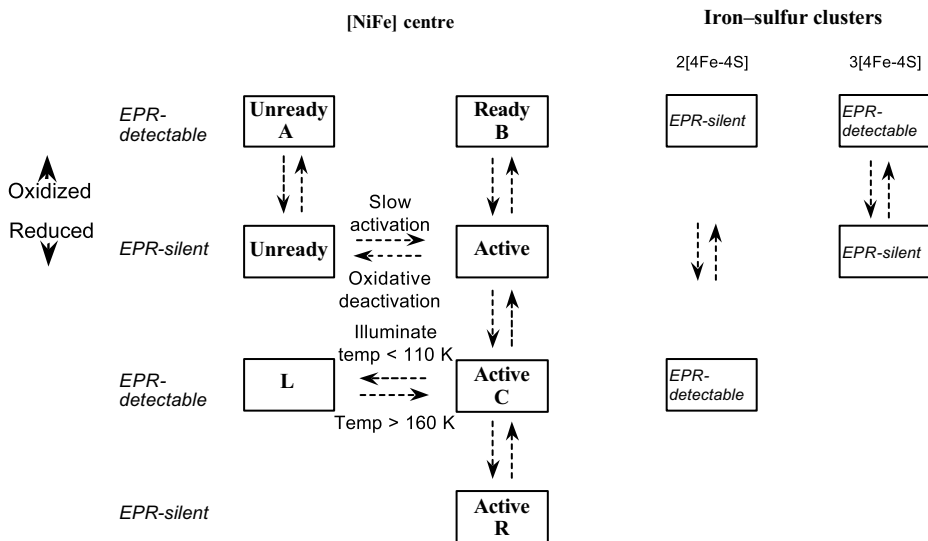 [NiFe] centre
Iron–sulfur clusters
2[4Fe-4S]
3[4Fe-4S]
EPR-
detectable
Unready
A
Ready
B
EPR-silent
EPR-
detectable
Oxidized
Reduced
Slow
activation
EPR-silent
Unready
Active
EPR-silent
Oxidative
deactivation
Illuminate
temp < 110 K
EPR-
detectable
L
Active
C
EPR-
detectable
Temp > 160 K
EPR-silent
Active
R